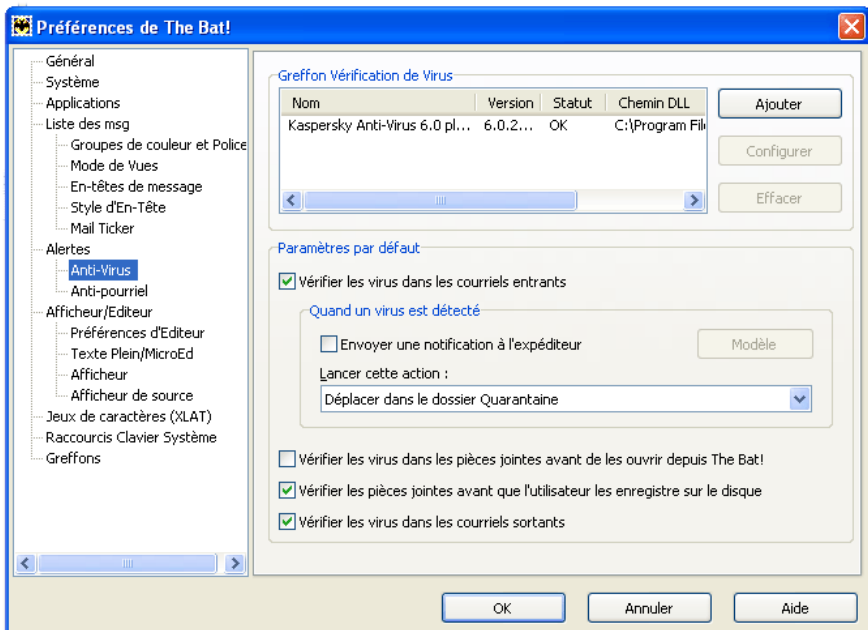 Préférences de The Bat!
Général
Système
Applications
Liste des msg
Groupes de couleur et Police
Mode de Vues
En-têtes de message
Style d'En-Tête
Mail Ticker
Alertes
Anti-Virus
Anti-pourriel
Afficheur/Editeur
Préférences d'Editeur
Texte Plein/MicroEd
Afficheur
Afficheur de source
Jeux de caractères (XLAT)
Raccourcis Clavier Système
Greffons
Greffon Vérification de Virus
Nom Version Statut Chemin DLL
Kaspersky Anti-Virus 6.0 pl... 6.0.2... OK C:\Program Fil
Ajouter
Configurer
Effacer
Paramètres par défaut
Vérifier les virus dans les courriels entrants
Quand un virus est détecté
Envoyer une notification à l'expéditeur
Modèle
Lancer cette action :
Déplacer dans le dossier Quarantaine
Vérifier les virus dans les pièces jointes avant de les ouvrir depuis The Bat!
Vérifier les pièces jointes avant que l'utilisateur les enregistre sur le disque
Vérifier les virus dans les courriels sortants
OK Annuler Aide